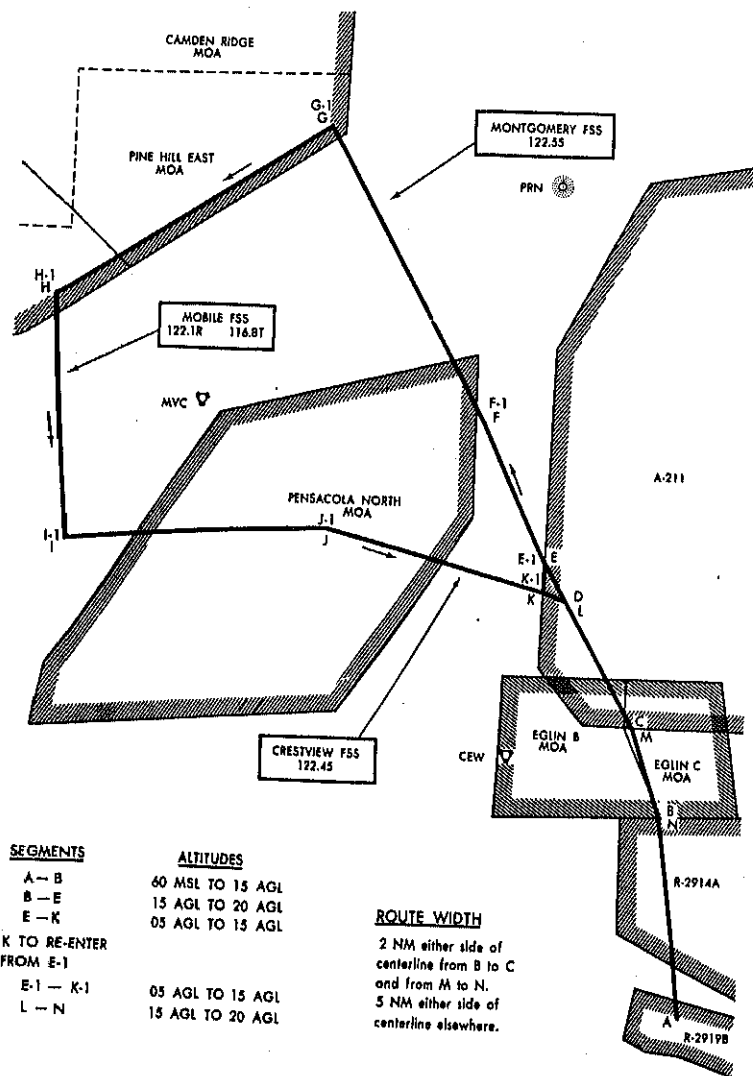 CAMDEN RIDGE
MOA
G-1
G
MONTGOMERY FSS
122.55
PINE HILL EAST
MOA
PRN
H-1
H
MOBILE FSS
122.1R 116.8T
MVC
F-1
F
A-211
PENSACOLA NORTH
MOA
I-1
I
J-1
J
E-1
E
K-1
K
D
L
C
M
EGLIN B
MOA
CRESTVIEW FSS
122.45
CEW
EGLIN C
MOA
B
N
R-2914A
A
R-2919B
SEGMENTS ALTITUDES
A — B 60 MSL TO 15 AGL
B — E 15 AGL TO 20 AGL
E — K 05 AGL TO 15 AGL
K TO RE-ENTER
FROM E-1
E-1 — K-1 05 AGL TO 15 AGL
L — N 15 AGL TO 20 AGL
ROUTE WIDTH
2 NM either side of
centerline from B to C
and from M to N.
5 NM either side of
centerline elsewhere.